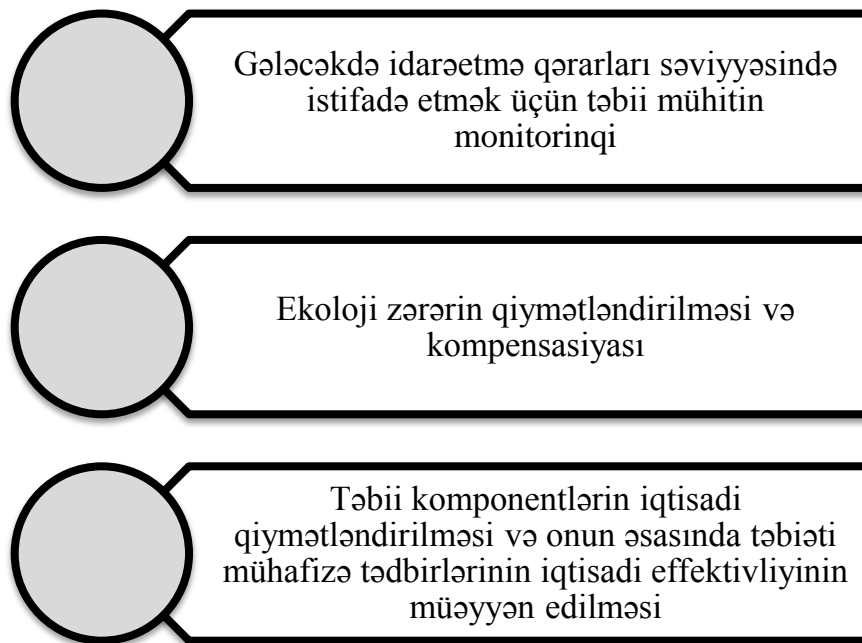 Gələcəkdə idarəetmə qərarları səviyyəsində
istifadə etmək üçün təbii mühitin
monitorinqi
Ekoloji zərərin qiymətləndirilməsi və
kompensasiyası
Təbii komponentlərin iqtisadi
qiymətləndirilməsi və onun əsasında təbiəti
mühafizə tədbirlərinin iqtisadi effektivliyinin
müəyyən edilməsi